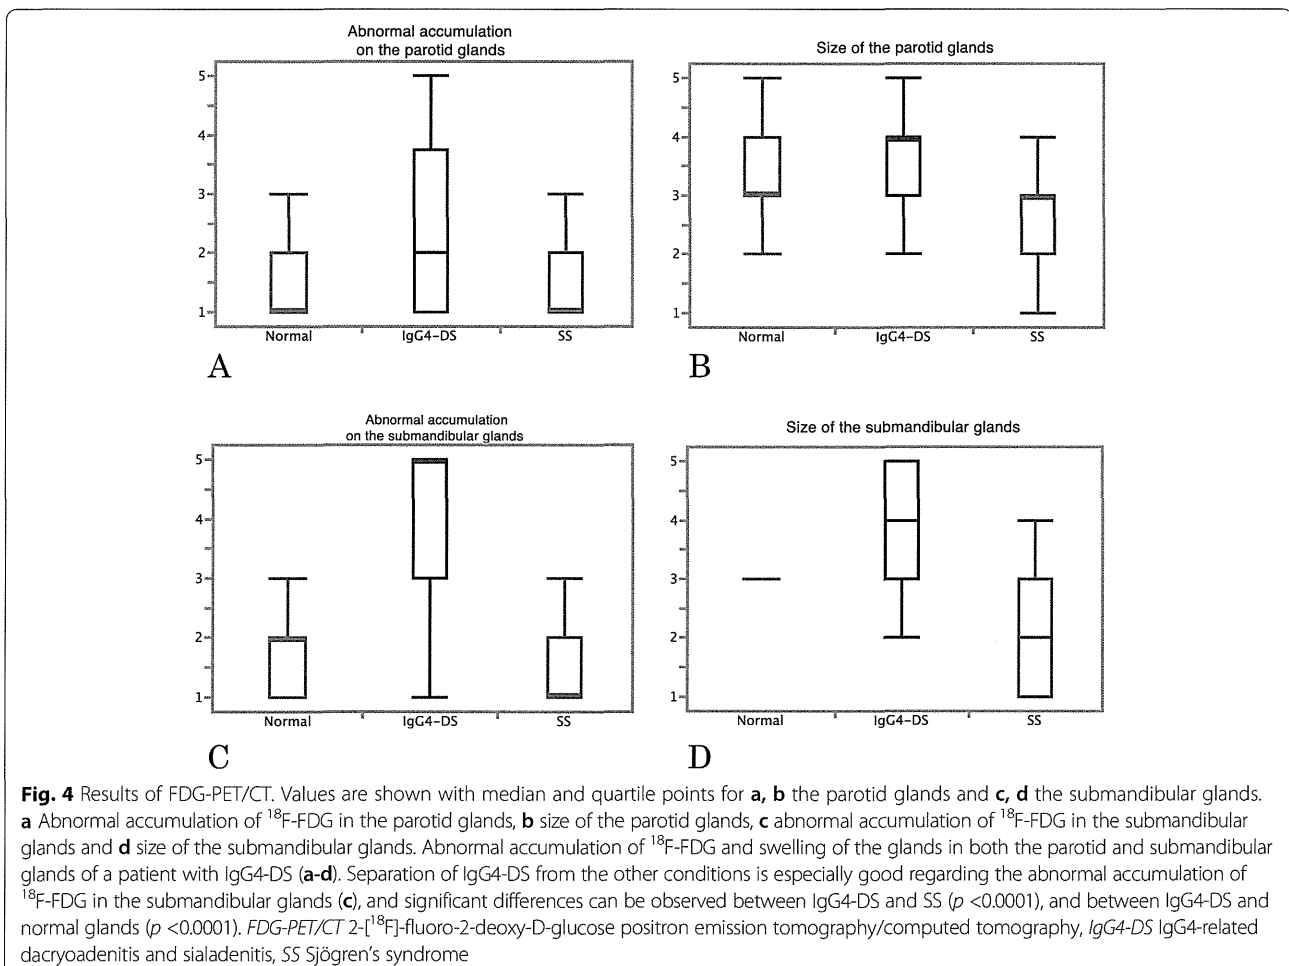 Abnormal accumulation
on the parotid glands
5
4
3
2
1
Normal IgG4-DS SS
A
Size of the parotid glands
5
4
3
2
1
Normal IgG4-DS SS
B
Abnormal accumulation
on the submandibular glands
5
4
3
2
1
Normal IgG4-DS SS
C
Size of the submandibular glands
5
4
3
2
1
Normal IgG4-DS SS
D
Fig. 4 Results of FDG-PET/CT. Values are shown with median and quartile points for a, b the parotid glands and c, d the submandibular glands.
a Abnormal accumulation of ¹⁸F-FDG in the parotid glands, b size of the parotid glands, c abnormal accumulation of ¹⁸F-FDG in the submandibular
glands and d size of the submandibular glands. Abnormal accumulation of ¹⁸F-FDG and swelling of the glands in both the parotid and submandibular
glands of a patient with IgG4-DS (a-d). Separation of IgG4-DS from the other conditions is especially good regarding the abnormal accumulation of
¹⁸F-FDG in the submandibular glands (c), and significant differences can be observed between IgG4-DS and SS (p <0.0001), and between IgG4-DS and
normal glands (p <0.0001). FDG-PET/CT 2-[¹⁸F]-fluoro-2-deoxy-D-glucose positron emission tomography/computed tomography, IgG4-DS IgG4-related
dacryoadenitis and sialadenitis, SS Sjögren's syndrome